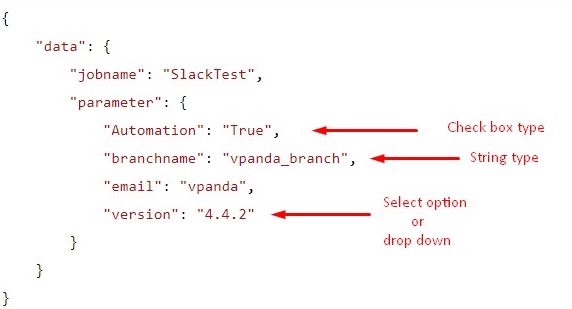 {
"data": {
"jobname": "SlackTest",
"parameter": {
"Automation": "True", Check box type
"branchname": "vpanda_branch", String type
"email": "vpanda",
"version": "4.4.2" Select option
or
drop down
}
}
}